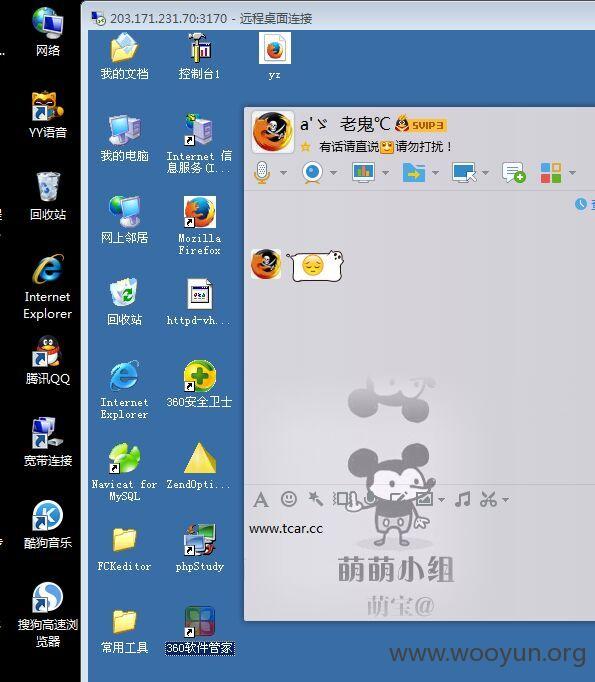 203.171.231.70:3170 - 远程桌面连接
网络
YY语音
回收站
Internet
Explorer
腾讯QQ
宽带连接
酷狗音乐
搜狗高速浏
览器
我的文档
控制台1
yz
我的电脑
Internet 信
息服务(I...
网上邻居
Mozilla
Firefox
回收站
httpd-vh...
Internet
Explorer
360安全卫士
Navicat for
MySQL
ZendOpti...
FCKeditor
phpStudy
常用工具
360软件管家
a'ゞ 老鬼℃ SVIP3
有话请直说请勿打扰！
www.tcar.cc
萌萌小组
萌宝@
www.wooyun.org